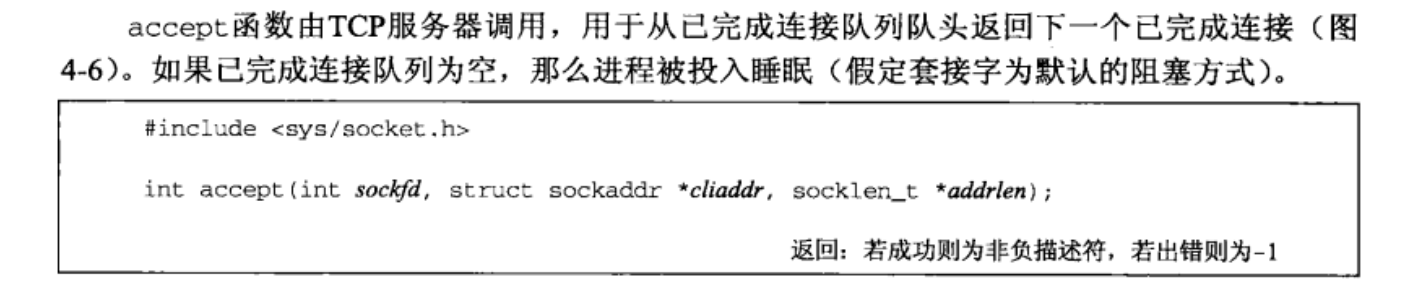 accept函数由TCP服务器调用，用于从已完成连接队列队头返回下一个已完成连接（图
4-6）。如果已完成连接队列为空，那么进程被投入睡眠（假定套接字为默认的阻塞方式）。
#include <sys/socket.h>
int accept(int sockfd, struct sockaddr *cliaddr, socklen_t *addrlen);
返回：若成功则为非负描述符，若出错则为-1